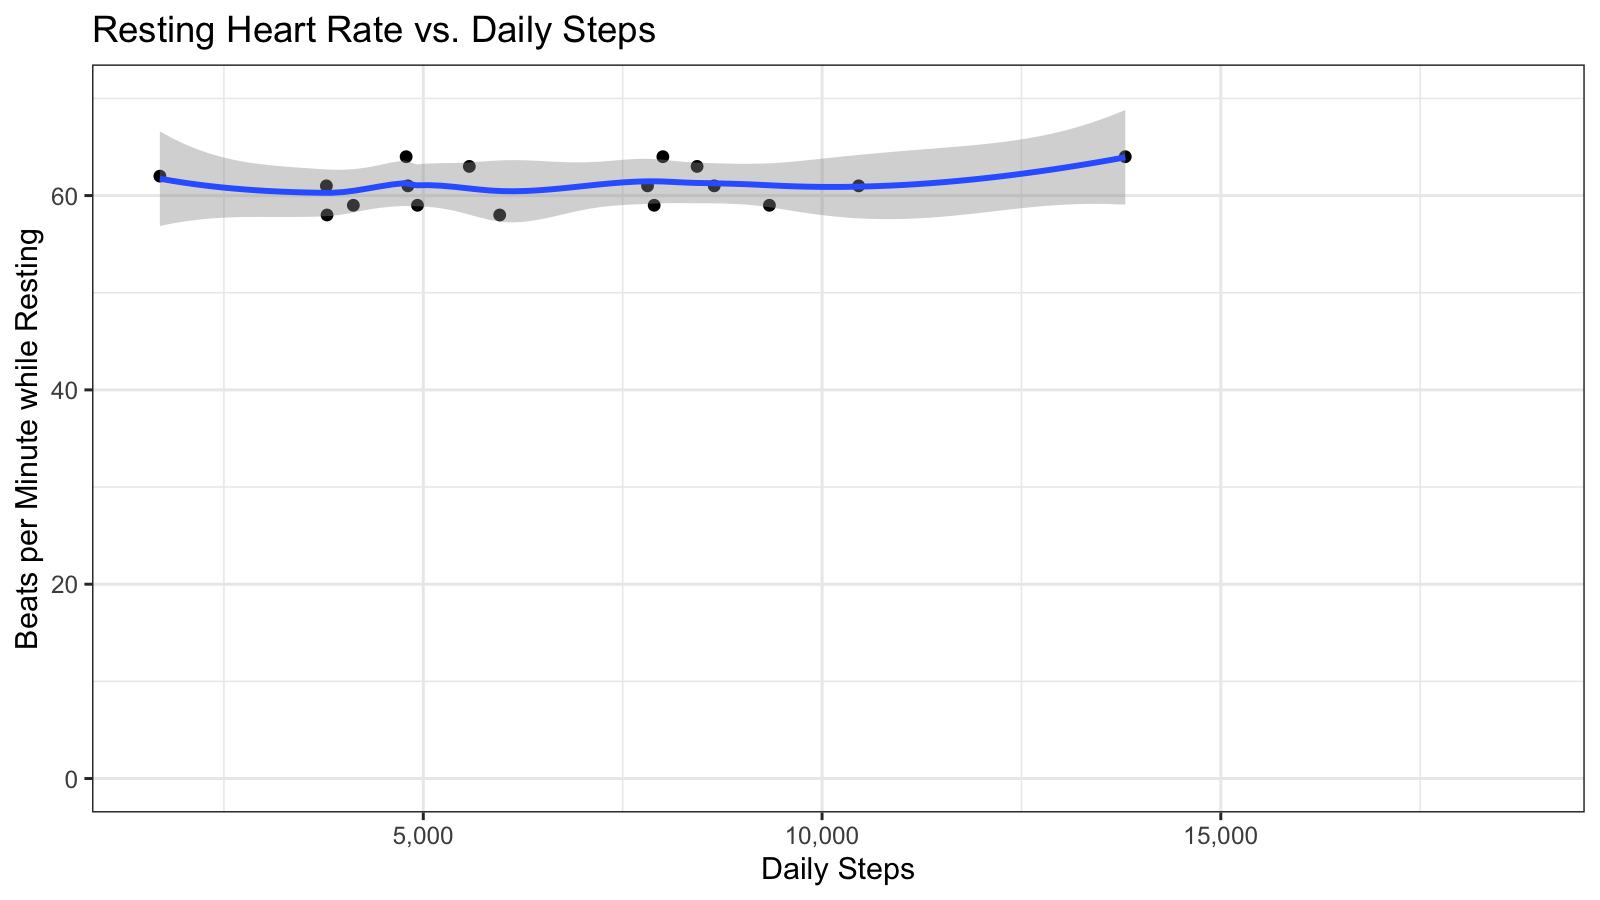 Resting Heart Rate vs. Daily Steps
Beats per Minute while Resting
60
40
20
0
5,000
10,000
15,000
Daily Steps